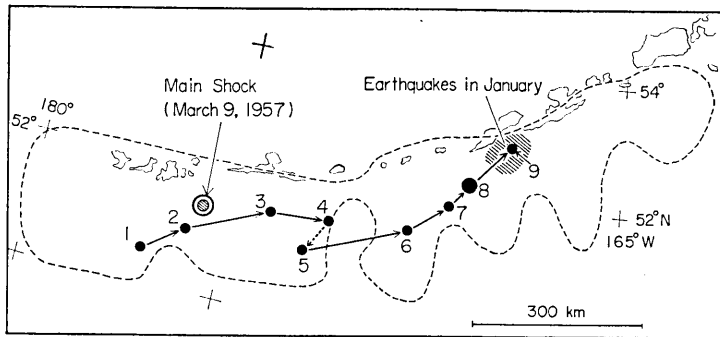 Main Shock
(March 9, 1957)
Earthquakes in January
180°
52°
54°
1
2
3
4
5
6
7
8
9
52°N
165°W
300 km